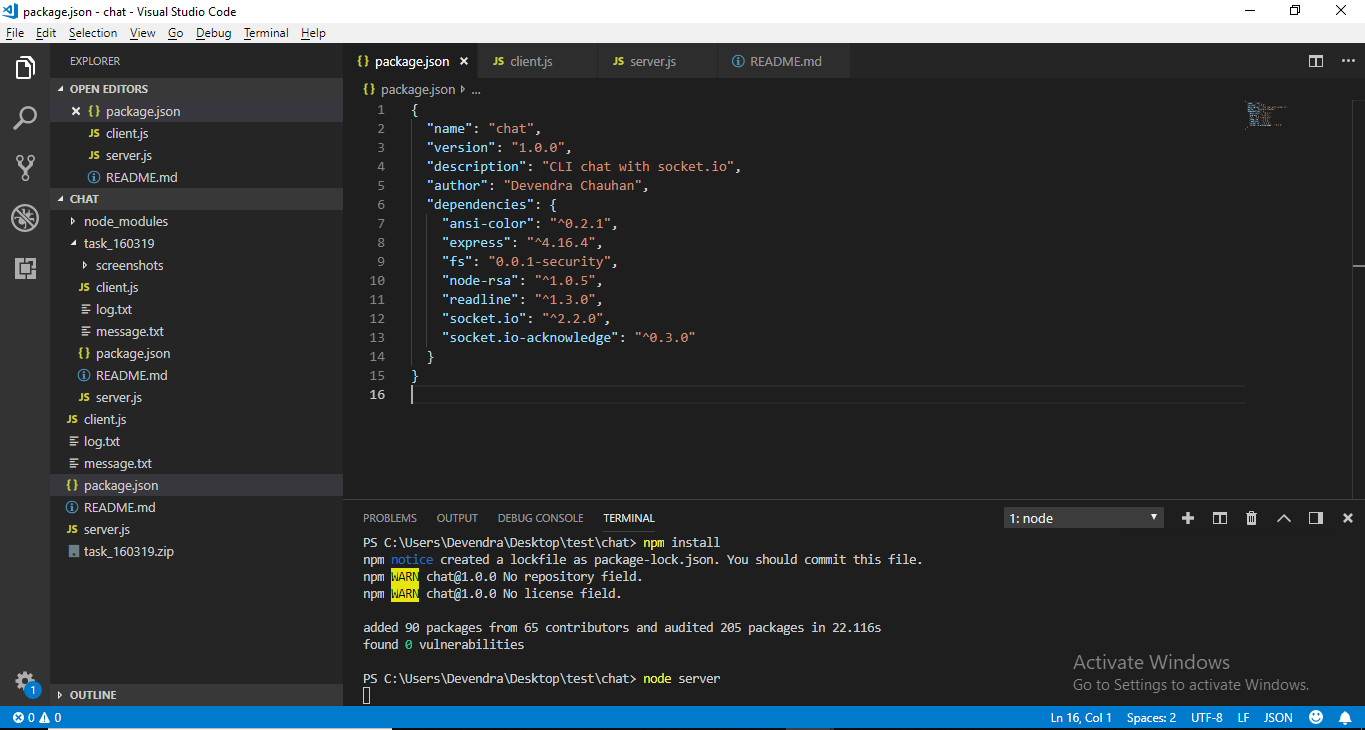 package.json - chat - Visual Studio Code
File Edit Selection View Go Debug Terminal Help
EXPLORER
OPEN EDITORS
{} package.json
JS client.js
JS server.js
README.md
CHAT
node_modules
task_160319
screenshots
JS client.js
log.txt
message.txt
{} package.json
README.md
JS server.js
JS client.js
log.txt
message.txt
{} package.json
README.md
JS server.js
task_160319.zip
OUTLINE
1
{} package.json JS client.js JS server.js README.md
{} package.json ...
1 {
2 "name": "chat",
3 "version": "1.0.0",
4 "description": "CLI chat with socket.io",
5 "author": "Devendra Chauhan",
6 "dependencies": {
7 "ansi-color": "^0.2.1",
8 "express": "^4.16.4",
9 "fs": "0.0.1-security",
10 "node-rsa": "^1.0.5",
11 "readline": "^1.3.0",
12 "socket.io": "^2.2.0",
13 "socket.io-acknowledge": "^0.3.0"
14 }
15 }
16
PROBLEMS OUTPUT DEBUG CONSOLE TERMINAL 1: node
PS C:\Users\Devendra\Desktop\test\chat> npm install
npm notice created a lockfile as package-lock.json. You should commit this file.
npm WARN chat@1.0.0 No repository field.
npm WARN chat@1.0.0 No license field.
added 90 packages from 65 contributors and audited 205 packages in 22.116s
found 0 vulnerabilities
PS C:\Users\Devendra\Desktop\test\chat> node server
Activate Windows
Go to Settings to activate Windows.
0 0 Ln 16, Col 1 Spaces: 2 UTF-8 LF JSON